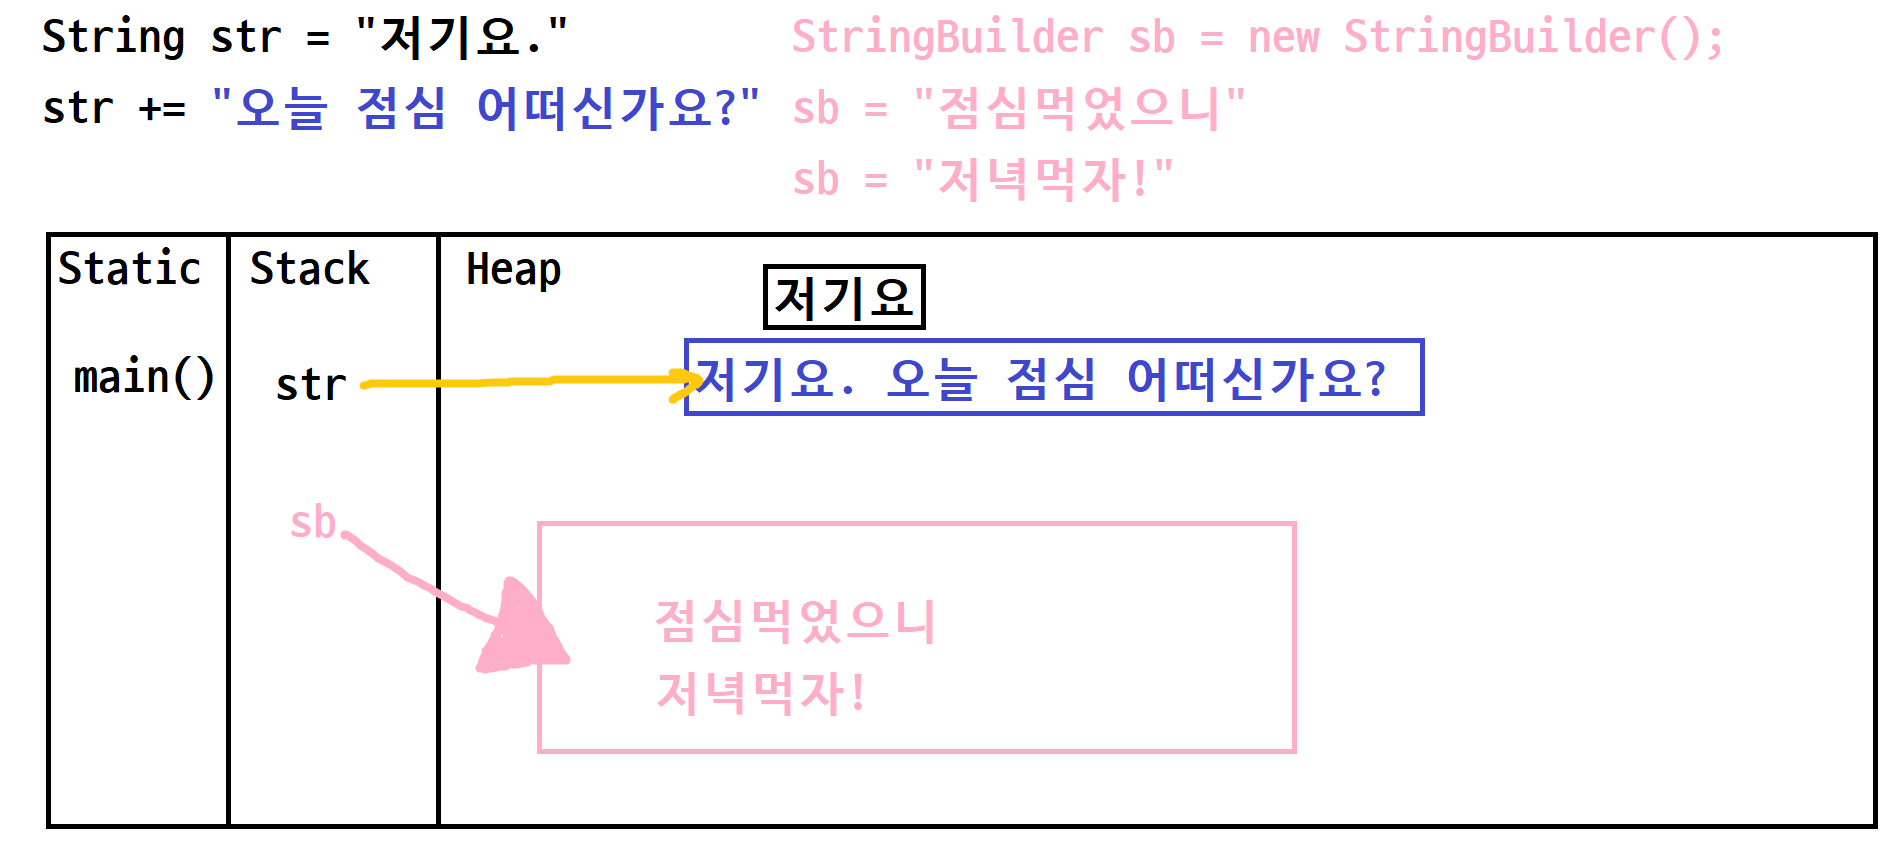 String str = "저기요."
str += "오늘 점심 어떠신가요?"
StringBuilder sb = new StringBuilder();
sb = "점심먹었으니"
sb = "저녁먹자!"
Static
Stack
Heap
저기요
main()
str
저기요. 오늘 점심 어떠신가요?
sb
점심먹었으니
저녁먹자!